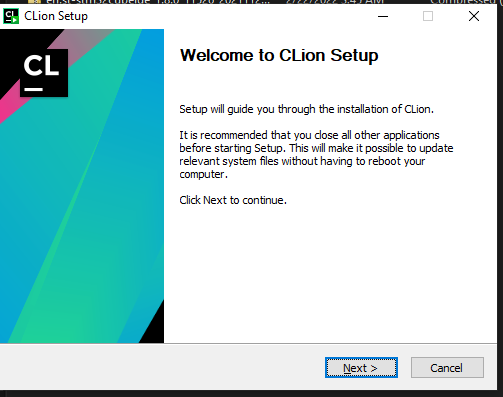 CLion Setup
CL
Welcome to CLion Setup
Setup will guide you through the installation of CLion.
It is recommended that you close all other applications
before starting Setup. This will make it possible to update
relevant system files without having to reboot your
computer.
Click Next to continue.
Next >
Cancel